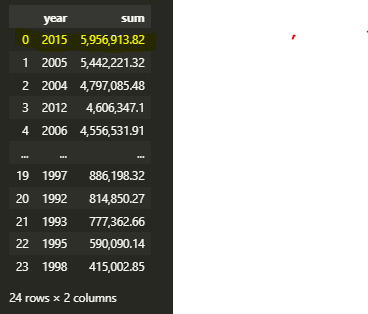 year sum
0 2015 5,956,913.82
1 2005 5,442,221.32
2 2004 4,797,085.48
3 2012 4,606,347.1
4 2006 4,556,531.91
... ... ...
19 1997 886,198.32
20 1992 814,850.27
21 1993 777,362.66
22 1995 590,090.14
23 1998 415,002.85
24 rows × 2 columns